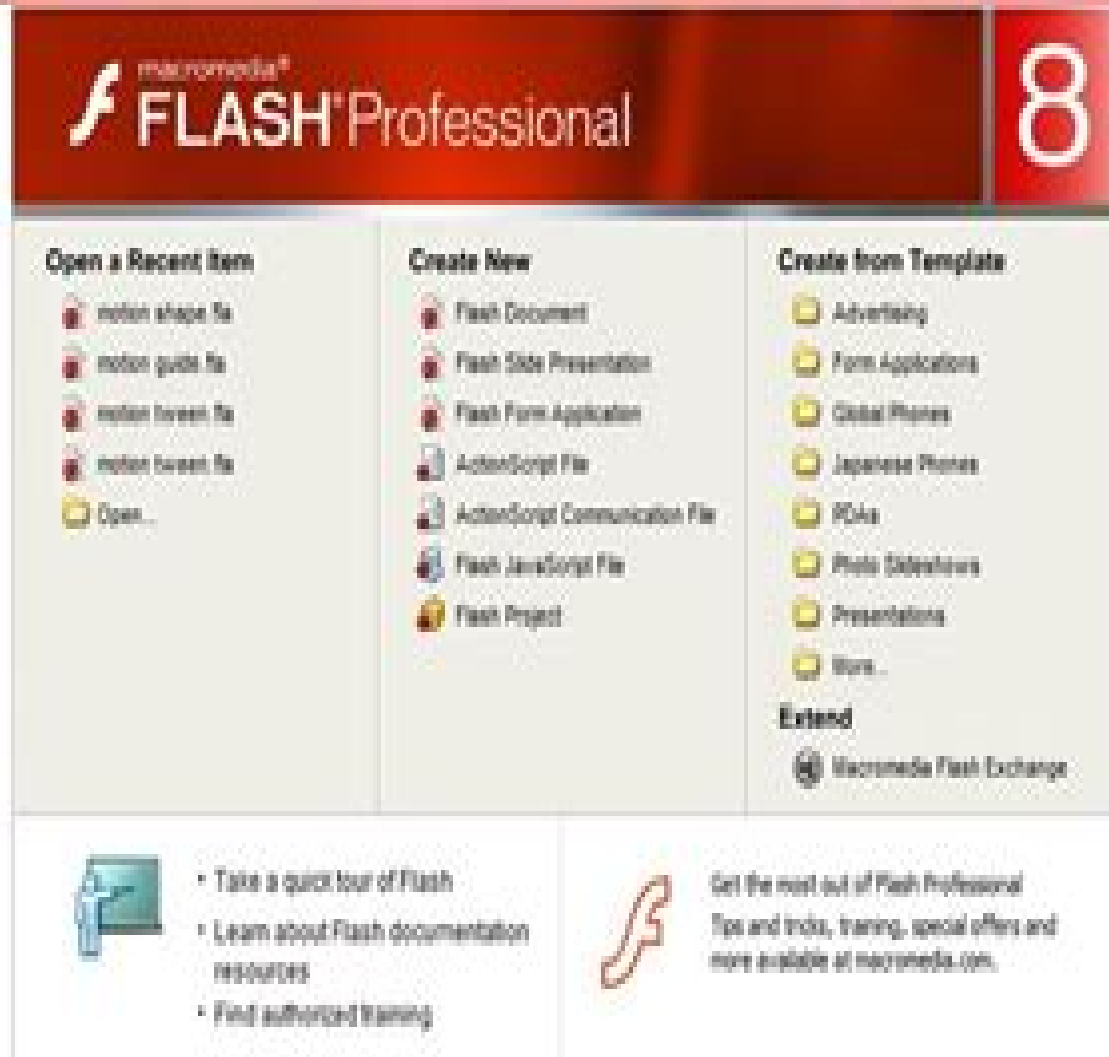 macromedia®
FLASH® Professional
8
Open a Recent Item
motion shape.fla
motion guide.fla
motion tween.fla
motion tween.fla
Open...
Create New
Flash Document
Flash Slide Presentation
Flash Form Application
ActionScript File
ActionScript Communication File
Flash JavaScript File
Flash Project
Create from Template
Advertising
Form Applications
Global Phones
Japanese Phones
PDAs
Photo Slideshows
Presentations
More...
Extend
Macromedia Flash Exchange
• Take a quick tour of Flash
• Learn about Flash documentation
resources
• Find authorized training
Get the most out of Flash Professional
Tips and tricks, training, special offers and
more available at macromedia.com.